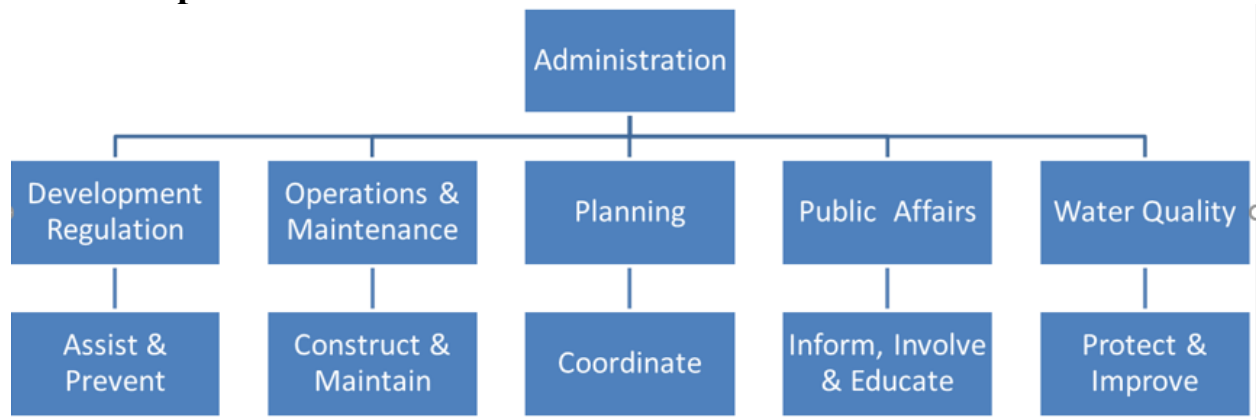 Administration
Development
Regulation
Operations &
Maintenance
Planning
Public Affairs
Water Quality
Assist &
Prevent
Construct &
Maintain
Coordinate
Inform, Involve
& Educate
Protect &
Improve